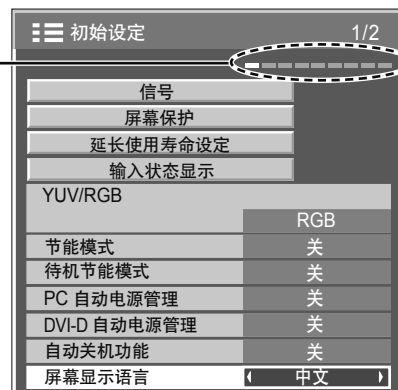 初始设定 1/2
信号
屏幕保护
延长使用寿命设定
输入状态显示
YUV/RGB
RGB
节能模式 关
待机节能模式 关
PC 自动电源管理 关
DVI-D 自动电源管理 关
自动关机功能 关
屏幕显示语言 中文